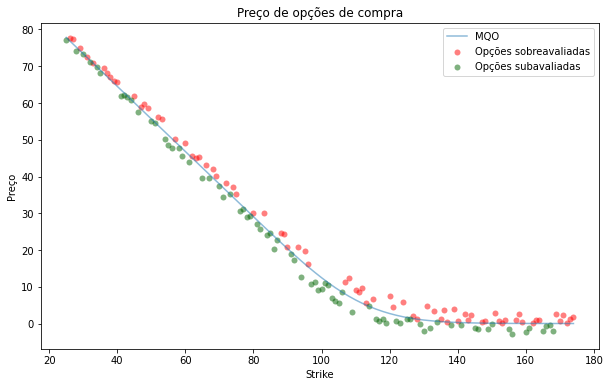 Preço de opções de compra
MQO
Opções sobreavaliadas
Opções subavaliadas
Preço
80
70
60
50
40
30
20
10
0
20 40 60 80 100 120 140 160 180
Strike